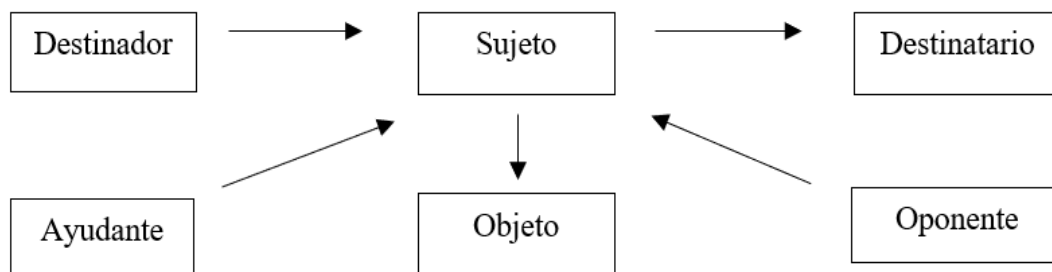 Destinador
Sujeto
Destinatario
Ayudante
Objeto
Oponente